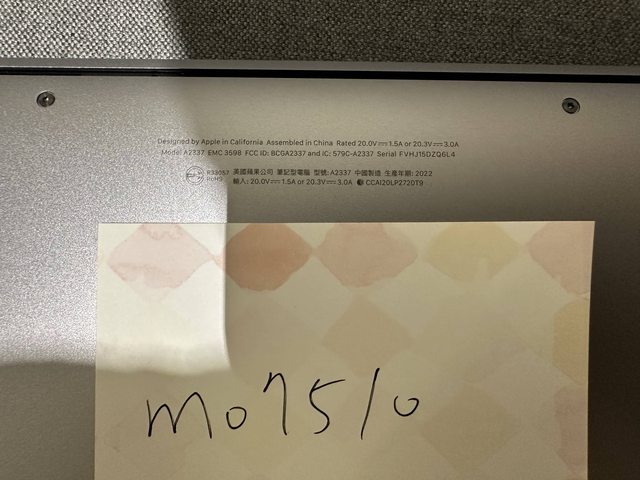 Designed by Apple in California Assembled in China Rated 20.0V⎓1.5A or 20.3V⎓3.0A
Model A2337 EMC 3598 FCC ID: BCGA2337 and IC: 579C-A2337 Serial FVHJ15DZQ6L4
R33057 RoHS 美國蘋果公司 筆記型電腦 型號: A2337 中國製造 生產年期: 2022
輸入: 20.0V⎓1.5A or 20.3V⎓3.0A CCAI20LP2720T9
mo7510